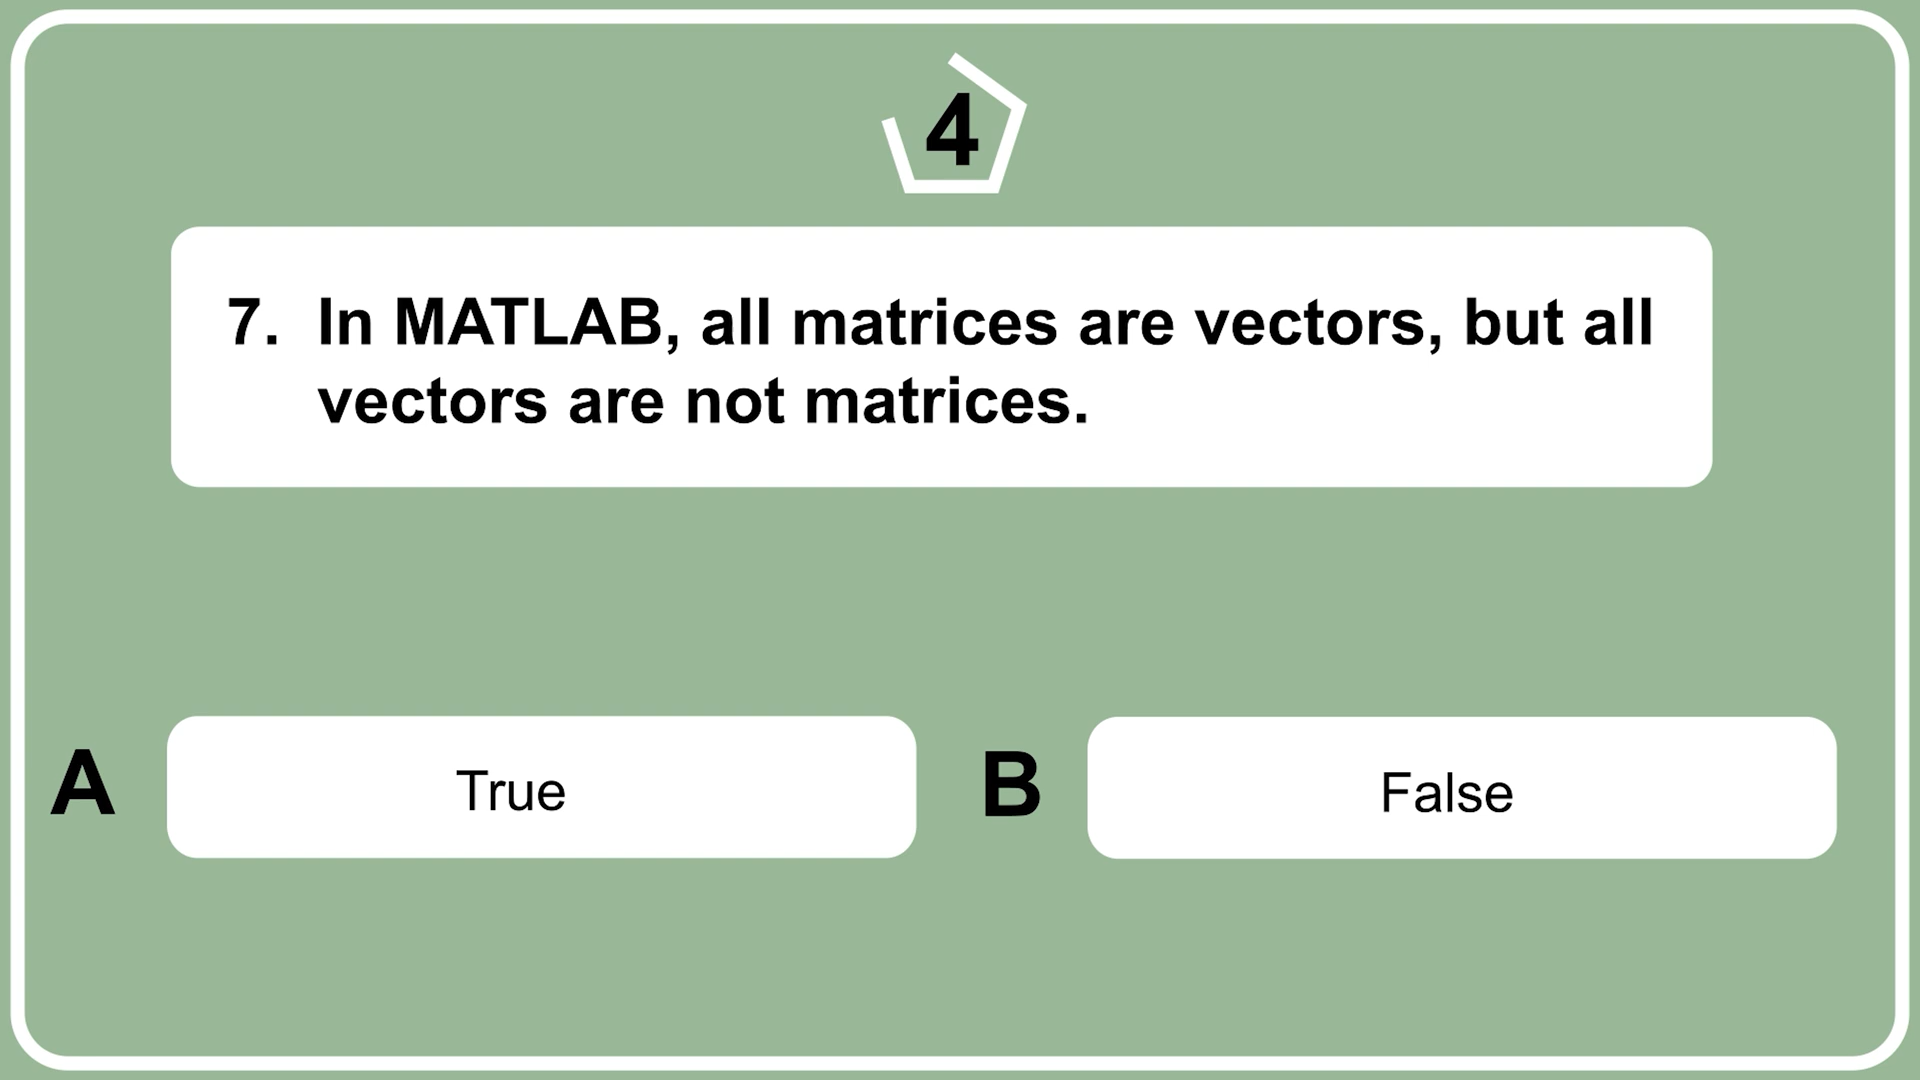 4
7. In MATLAB, all matrices are vectors, but all
vectors are not matrices.
A True
B False